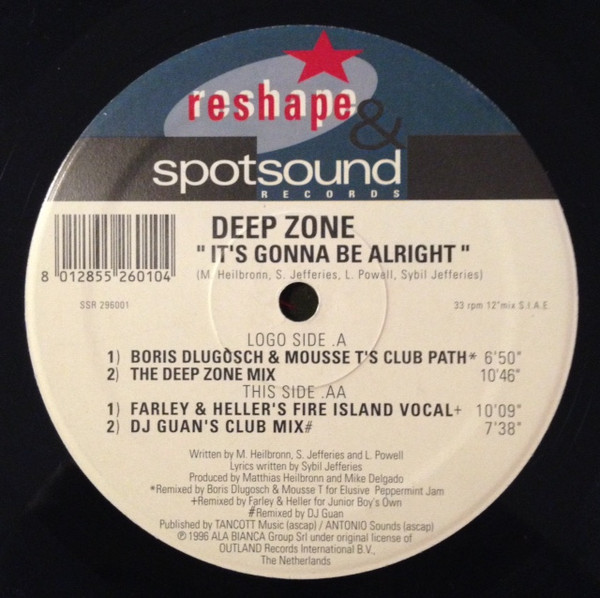 reshape
&
spotsound
RECORDS
DEEP ZONE
" IT'S GONNA BE ALRIGHT "
(M. Heilbronn, S. Jefferies, L. Powell, Sybil Jefferies)
8 012855 260104
SSR 296001
33 rpm 12"mix S.I.A.E.
LOGO SIDE .A
1) BORIS DLUGOSCH & MOUSSE T'S CLUB PATH* 6'50"
2) THE DEEP ZONE MIX 10'46"
THIS SIDE .AA
1) FARLEY & HELLER'S FIRE ISLAND VOCAL+ 10'09"
2) DJ GUAN'S CLUB MIX# 7'38"
Written by M. Heilbronn, S. Jefferies and L. Powell
Lyrics written by Sybil Jefferies
Produced by Matthias Heilbronn and Mike Delgado
*Remixed by Boris Dlugosch & Mousse T for Elusive Peppermint Jam
+Remixed by Farley & Heller for Junior Boy's Own
#Remixed by DJ Guan
Published by TANCOTT Music (ascap) / ANTONIO Sounds (ascap)
℗ 1996 ALA BIANCA Group Srl under original license of
OUTLAND Records International B.V.,
The Netherlands